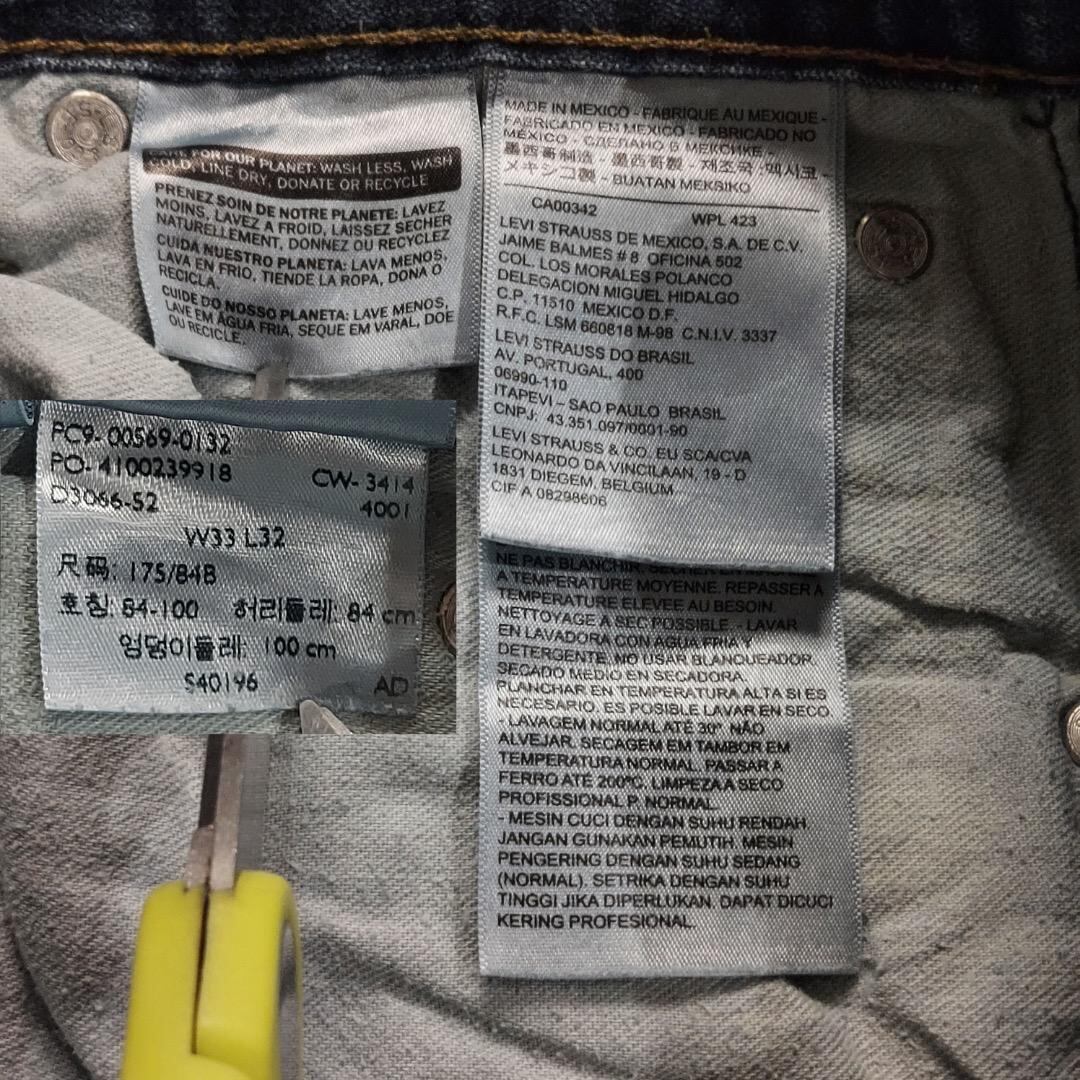 FOR OUR PLANET: WASH LESS, WASH
COLD, LINE DRY, DONATE OR RECYCLE
PRENEZ SOIN DE NOTRE PLANETE: LAVEZ
MOINS, LAVEZ A FROID, LAISSEZ SECHER
NATURELLEMENT, DONNEZ OU RECYCLEZ
CUIDA NUESTRO PLANETA: LAVA MENOS,
LAVA EN FRIO, TIENDE LA ROPA, DONA O
RECICLA.
CUIDE DO NOSSO PLANETA: LAVE MENOS,
LAVE EM ÁGUA FRIA, SEQUE EM VARAL, DOE
OU RECICLE.
PC9-00569-0132
PO-4100239918
CW-3414
D3066-52
4001
W33 L32
尺码: 175/84B
호칭: 84-100 허리둘레: 84 cm
엉덩이둘레: 100 cm
S40196
AD
MADE IN MEXICO - FABRIQUE AU MEXIQUE -
FABRICADO EN MEXICO - FABRICADO NO
MÉXICO - СДЕЛАНО В МЕКСИКЕ -
墨西哥制造 - 墨西哥製 - 제조국 :멕시코 -
メキシコ製 - BUATAN MEKSIKO
CA00342 WPL 423
LEVI STRAUSS DE MEXICO, S.A. DE C.V.
JAIME BALMES # 8 OFICINA 502
COL. LOS MORALES POLANCO
DELEGACION MIGUEL HIDALGO
C.P. 11510 MEXICO D.F.
R.F.C. LSM 660818 M-98 C.N.I.V. 3337
LEVI STRAUSS DO BRASIL
AV. PORTUGAL, 400
06990-110
ITAPEVI – SAO PAULO BRASIL
CNPJ: 43.351.097/0001-90
LEVI STRAUSS & CO. EU SCA/CVA
LEONARDO DA VINCILAAN, 19 - D
1831 DIEGEM, BELGIUM
CIF A 08298606
NE PAS BLANCHIR. SECHER
A TEMPERATURE MOYENNE. REPASSER A
TEMPERATURE ELEVEE AU BESOIN.
NETTOYAGE A SEC POSSIBLE. - LAVAR
EN LAVADORA CON AGUA FRIA Y
DETERGENTE. NO USAR BLANQUEADOR.
SECADO MEDIO EN SECADORA.
PLANCHAR EN TEMPERATURA ALTA SI ES
NECESARIO. ES POSIBLE LAVAR EN SECO.
- LAVAGEM NORMAL ATÉ 30° NÃO
ALVEJAR. SECAGEM EM TAMBOR EM
TEMPERATURA NORMAL. PASSAR A
FERRO ATÉ 200ºC. LIMPEZA A SECO
PROFISSIONAL P. NORMAL.
- MESIN CUCI DENGAN SUHU RENDAH.
JANGAN GUNAKAN PEMUTIH. MESIN
PENGERING DENGAN SUHU SEDANG
(NORMAL). SETRIKA DENGAN SUHU
TINGGI JIKA DIPERLUKAN. DAPAT DICUCI
KERING PROFESIONAL.